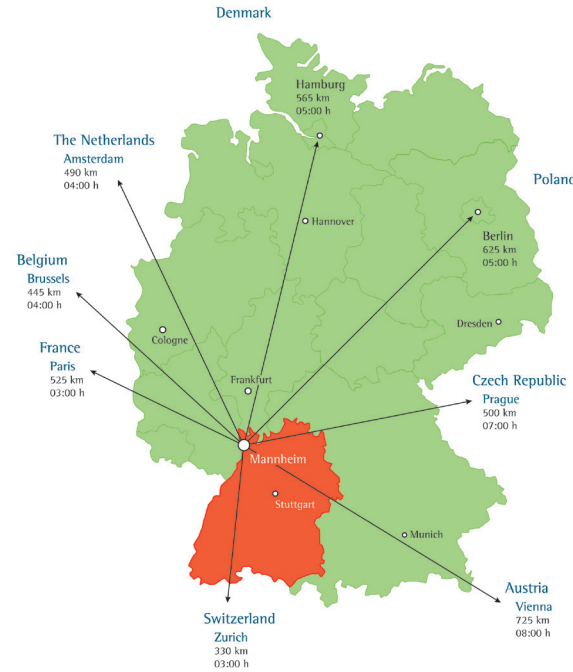 Denmark
Hamburg
565 km
05:00 h
The Netherlands
Amsterdam
490 km
04:00 h
Poland
Hannover
Berlin
625 km
05:00 h
Belgium
Brussels
445 km
04:00 h
Dresden
Cologne
France
Paris
525 km
03:00 h
Frankfurt
Czech Republic
Prague
500 km
07:00 h
Mannheim
Stuttgart
Munich
Austria
Vienna
725 km
08:00 h
Switzerland
Zurich
330 km
03:00 h